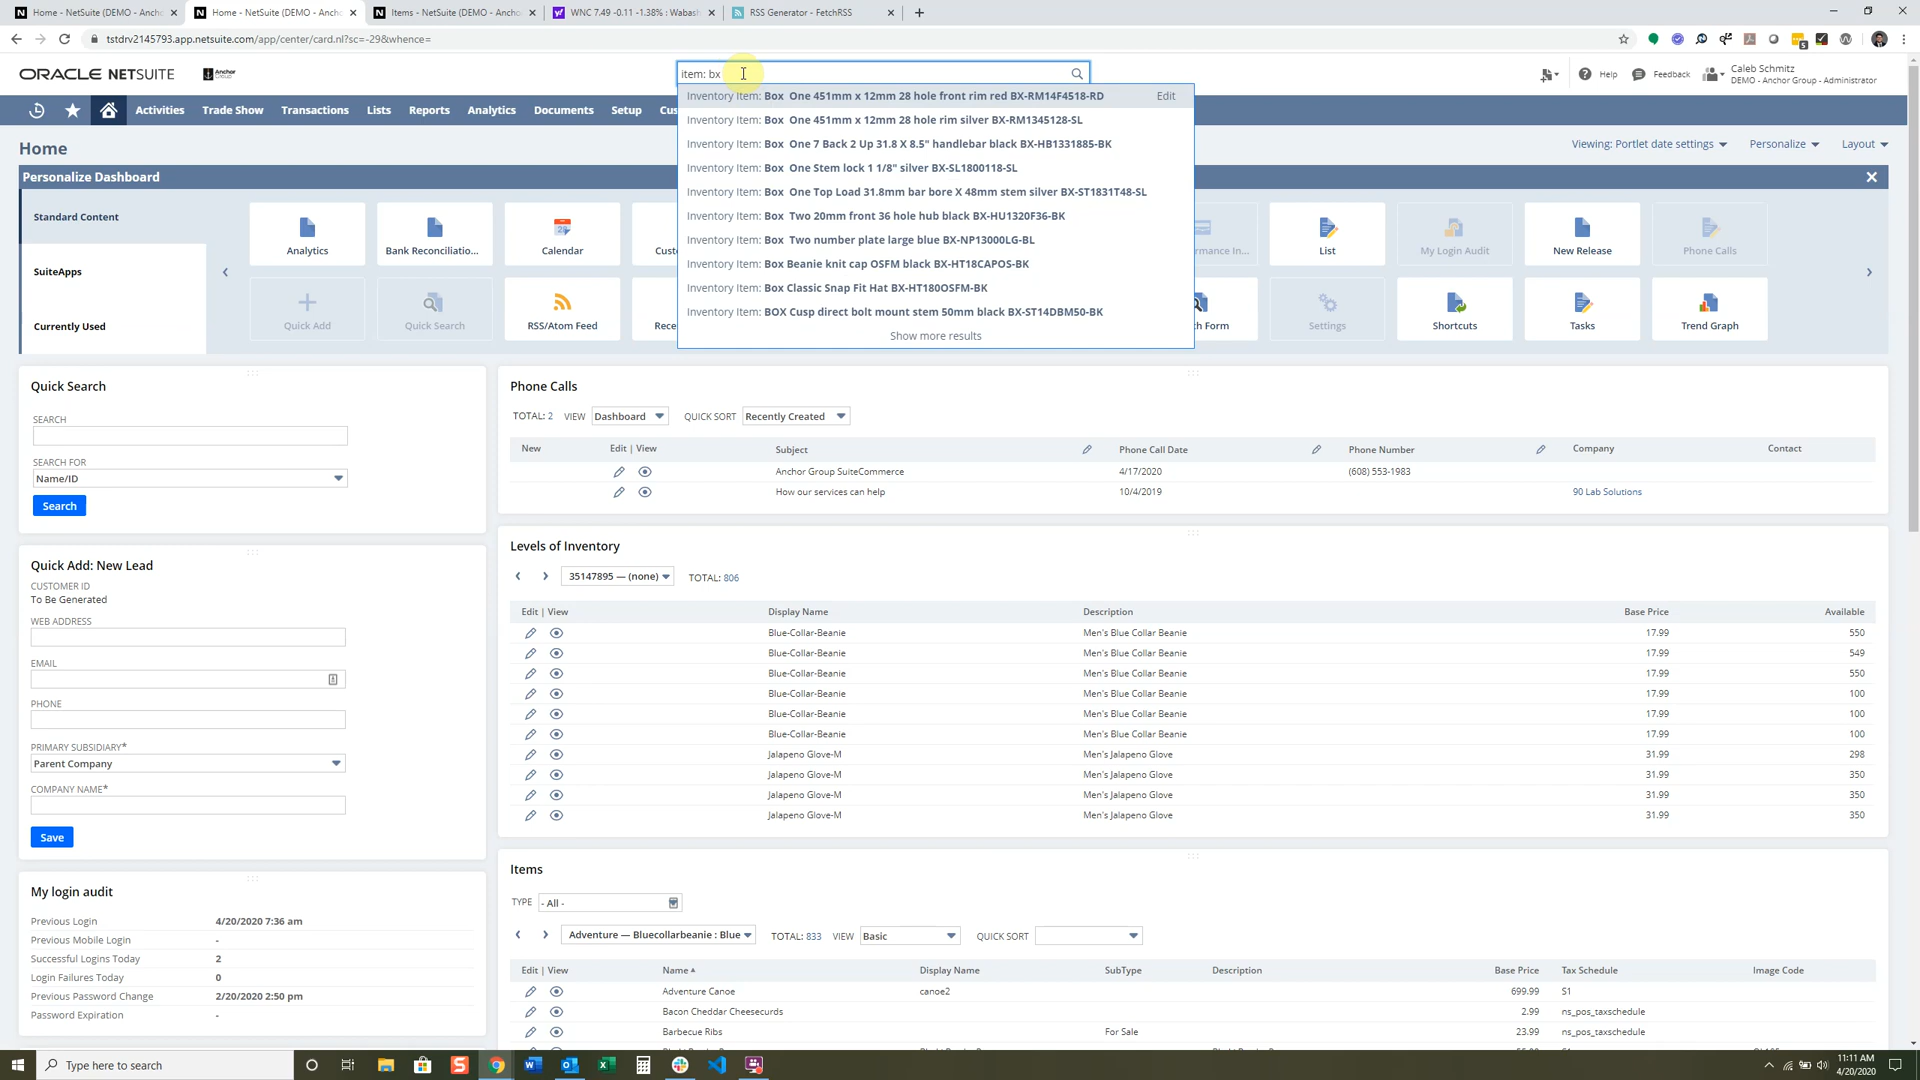 Home - NetSuite (DEMO - Ancho
Home - NetSuite (DEMO - Anchor
Items - NetSuite (DEMO - Anchor G
WNC 7.49 -0.11 -1.38% : Wabash
RSS Generator - FetchRSS
tstdrv2145793.app.netsuite.com/app/center/card.nl?sc=-29&whence=
ORACLE NETSUITE
Anchor Group
item: bx
Help
Feedback
Caleb Schmitz
DEMO - Anchor Group - Administrator
Activities Trade Show Transactions Lists Reports Analytics Documents Setup Cus
Inventory Item: Box One 451mm x 12mm 28 hole front rim red BX-RM14F4518-RD Edit
Inventory Item: Box One 451mm x 12mm 28 hole rim silver BX-RM1345128-SL
Inventory Item: Box One 7 Back 2 Up 31.8 X 8.5" handlebar black BX-HB1331885-BK
Inventory Item: Box One Stem lock 1 1/8" silver BX-SL1800118-SL
Inventory Item: Box One Top Load 31.8mm bar bore X 48mm stem silver BX-ST1831T48-SL
Inventory Item: Box Two 20mm front 36 hole hub black BX-HU1320F36-BK
Inventory Item: Box Two number plate large blue BX-NP13000LG-BL
Inventory Item: Box Beanie knit cap OSFM black BX-HT18CAPOS-BK
Inventory Item: Box Classic Snap Fit Hat BX-HT180OSFM-BK
Inventory Item: BOX Cusp direct bolt mount stem 50mm black BX-ST14DBM50-BK
Show more results
Home
Viewing: Portlet date settings Personalize Layout
Personalize Dashboard
Standard Content
SuiteApps
Currently Used
Analytics
Bank Reconciliatio...
Calendar
Custo
rmance In...
List
My Login Audit
New Release
Phone Calls
Quick Add
Quick Search
RSS/Atom Feed
Rece
h Form
Settings
Shortcuts
Tasks
Trend Graph
Quick Search
SEARCH
SEARCH FOR
Name/ID
Search
Quick Add: New Lead
CUSTOMER ID
To Be Generated
WEB ADDRESS
EMAIL
PHONE
PRIMARY SUBSIDIARY*
Parent Company
COMPANY NAME*
Save
My login audit
Previous Login 4/20/2020 7:36 am
Previous Mobile Login -
Successful Logins Today 2
Login Failures Today 0
Previous Password Change 2/20/2020 2:50 pm
Password Expiration -
Phone Calls
TOTAL: 2 VIEW Dashboard QUICK SORT Recently Created
New Edit | View Subject Phone Call Date Phone Number Company Contact
Anchor Group SuiteCommerce 4/17/2020 (608) 553-1983
How our services can help 10/4/2019 90 Lab Solutions
Levels of Inventory
35147895 — (none) TOTAL: 806
Edit | View Display Name Description Base Price Available
Blue-Collar-Beanie Men's Blue Collar Beanie 17.99 550
Blue-Collar-Beanie Men's Blue Collar Beanie 17.99 549
Blue-Collar-Beanie Men's Blue Collar Beanie 17.99 550
Blue-Collar-Beanie Men's Blue Collar Beanie 17.99 100
Blue-Collar-Beanie Men's Blue Collar Beanie 17.99 100
Blue-Collar-Beanie Men's Blue Collar Beanie 17.99 100
Jalapeno Glove-M Men's Jalapeno Glove 31.99 298
Jalapeno Glove-M Men's Jalapeno Glove 31.99 350
Jalapeno Glove-M Men's Jalapeno Glove 31.99 350
Jalapeno Glove-M Men's Jalapeno Glove 31.99 350
Items
TYPE - All -
Adventure — Bluecollarbeanie : Blue TOTAL: 833 VIEW Basic QUICK SORT
Edit | View Name Display Name SubType Description Base Price Tax Schedule Image Code
Adventure Canoe canoe2 699.99 S1
Bacon Cheddar Cheesecurds 2.99 ns_pos_taxschedule
Barbecue Ribs For Sale 23.99 ns_pos_taxschedule
Type here to search
11:11 AM
4/20/2020